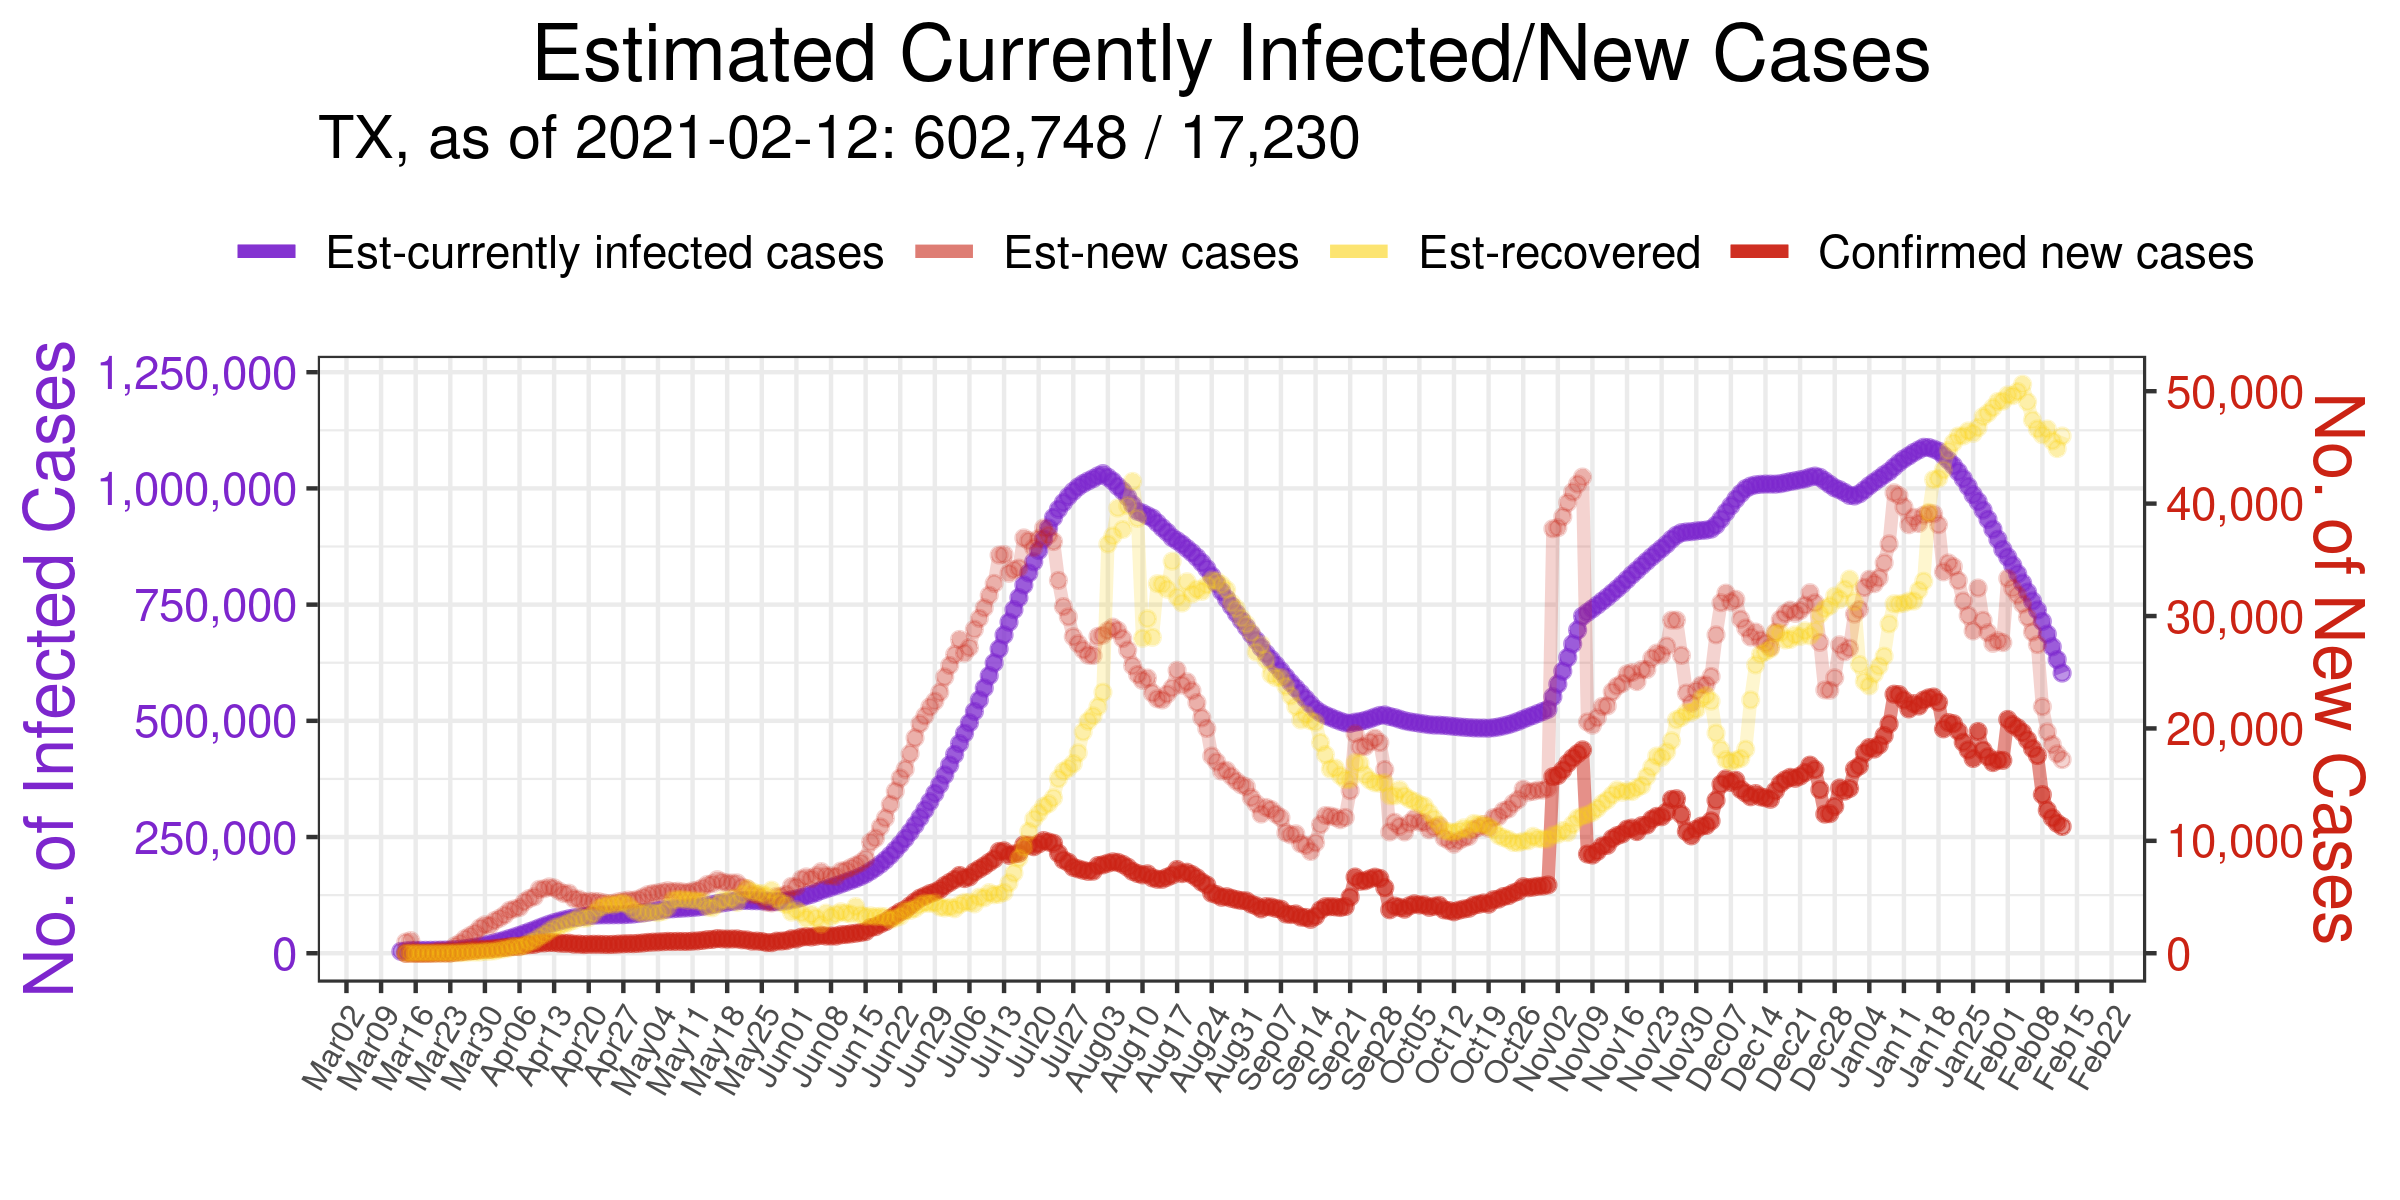 Estimated Currently Infected/New Cases
TX, as of 2021-02-12: 602,748 / 17,230
Est-currently infected cases Est-new cases Est-recovered Confirmed new cases
No. of Infected Cases
1,250,000
1,000,000
750,000
500,000
250,000
0
50,000
40,000
30,000
20,000
10,000
0
No. of New Cases
Mar02 Mar09 Mar16 Mar23 Mar30 Apr06 Apr13 Apr20 Apr27 May04 May11 May18 May25 Jun01 Jun08 Jun15 Jun22 Jun29 Jul06 Jul13 Jul20 Jul27 Aug03 Aug10 Aug17 Aug24 Aug31 Sep07 Sep14 Sep21 Sep28 Oct05 Oct12 Oct19 Oct26 Nov02 Nov09 Nov16 Nov23 Nov30 Dec07 Dec14 Dec21 Dec28 Jan04 Jan11 Jan18 Jan25 Feb01 Feb08 Feb15 Feb22